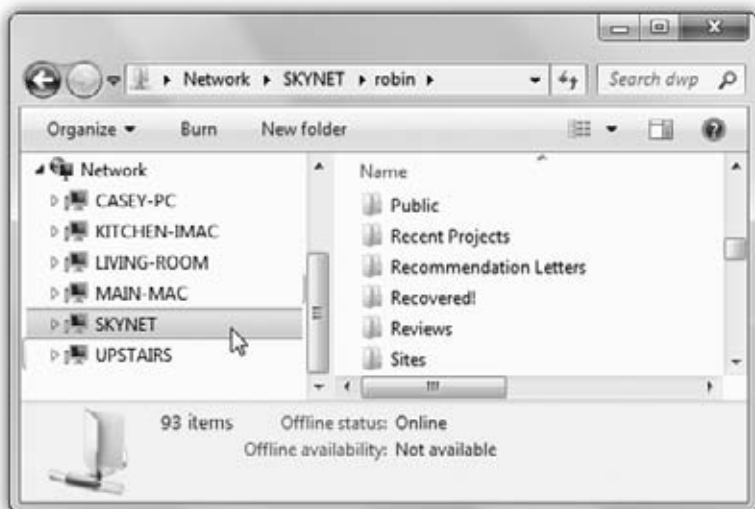 Network ▸ SKYNET ▸ robin ▸
Search dwp
Organize
Burn
New folder
Network
CASEY-PC
KITCHEN-IMAC
LIVING-ROOM
MAIN-MAC
SKYNET
UPSTAIRS
Name
Public
Recent Projects
Recommendation Letters
Recovered!
Reviews
Sites
93 items
Offline status: Online
Offline availability: Not available